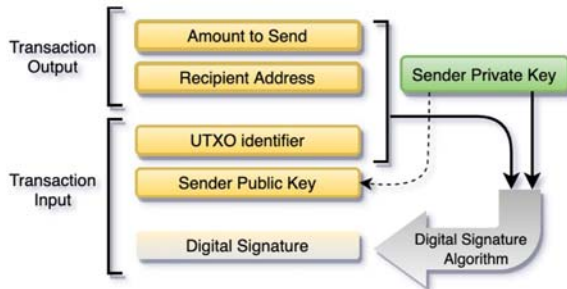 Transaction
Output
Amount to Send
Recipient Address
Sender Private Key
Transaction
Input
UTXO identifier
Sender Public Key
Digital Signature
Digital Signature
Algorithm